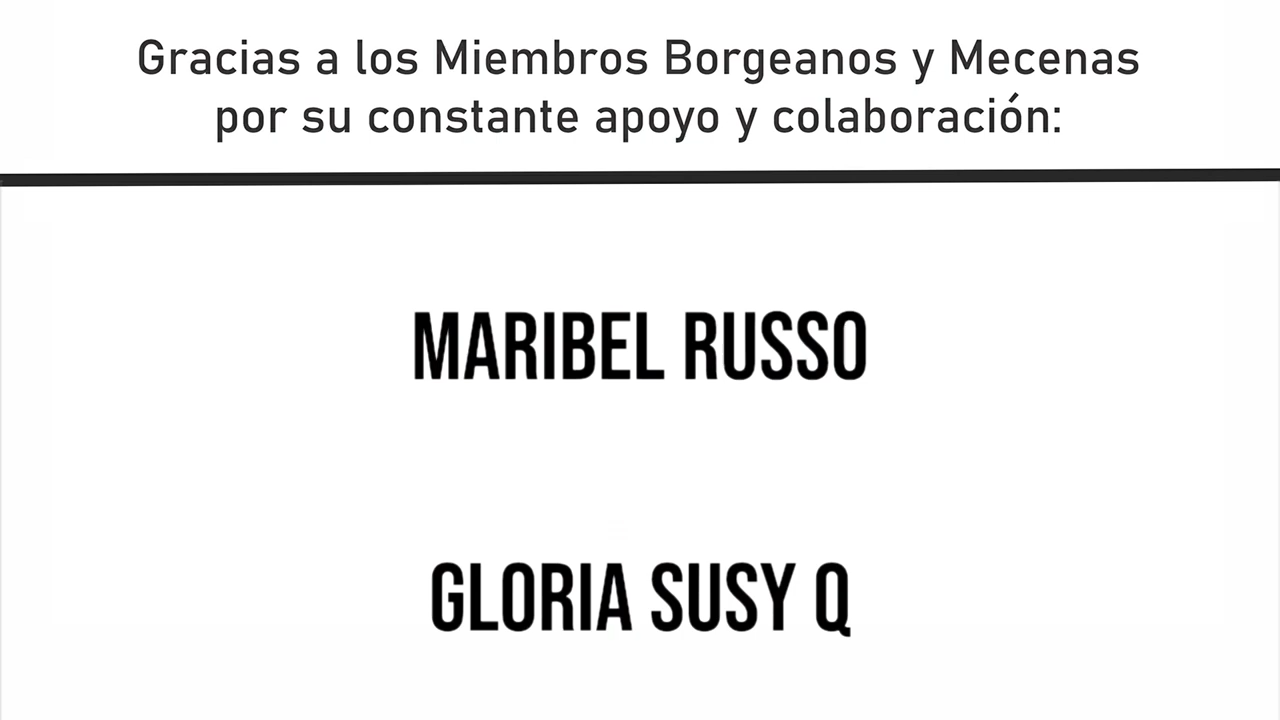 Gracias a los Miembros Borgeanos y Mecenas
por su constante apoyo y colaboración:
MARIBEL RUSSO
GLORIA SUSY Q